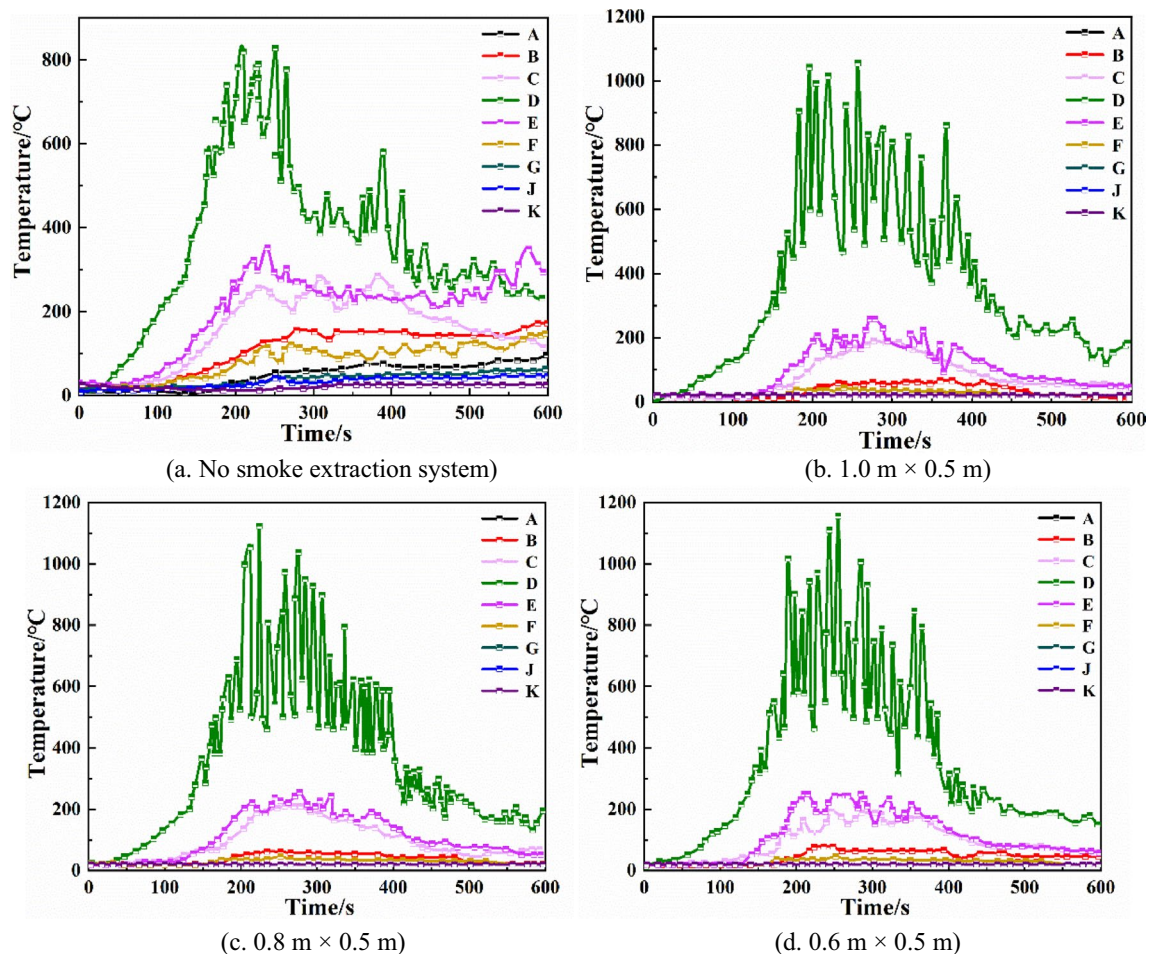 A
B
C
D
E
F
G
J
K
800
600
400
200
0
Temperature/°C
0 100 200 300 400 500 600
Time/s
(a. No smoke extraction system)
A
B
C
D
E
F
G
J
K
1200
1000
800
600
400
200
0
Temperature/°C
0 100 200 300 400 500 600
Time/s
(b. 1.0 m × 0.5 m)
A
B
C
D
E
F
G
J
K
1200
1000
800
600
400
200
0
Temperature/°C
0 100 200 300 400 500 600
Time/s
(c. 0.8 m × 0.5 m)
A
B
C
D
E
F
G
J
K
1200
1000
800
600
400
200
0
Temperature/°C
0 100 200 300 400 500 600
Time/s
(d. 0.6 m × 0.5 m)